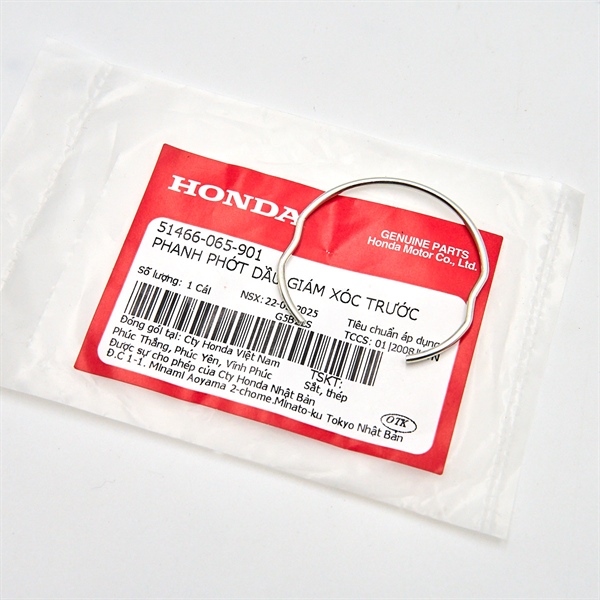 HONDA
GENUINE PARTS
Honda Motor Co., Ltd.
51466-065-901
PHANH PHỚT DẦU GIÁM XÓC TRƯỚC
Số lượng: 1 Cái
NSX: 22-0 2025
Tiêu chuẩn áp dụng
TCCS: 01|2008
Đóng gói tại: Cty Honda Việt Nam
Phúc Thắng, Phúc Yên, Vĩnh Phúc
TSKT:
Sắt, thép
Được sự cho phép của Cty Honda Nhật Bản
Đ.C 1-1. Minami Aoyama 2-chome.Minato-ku Tokyo Nhật Bản
OTK